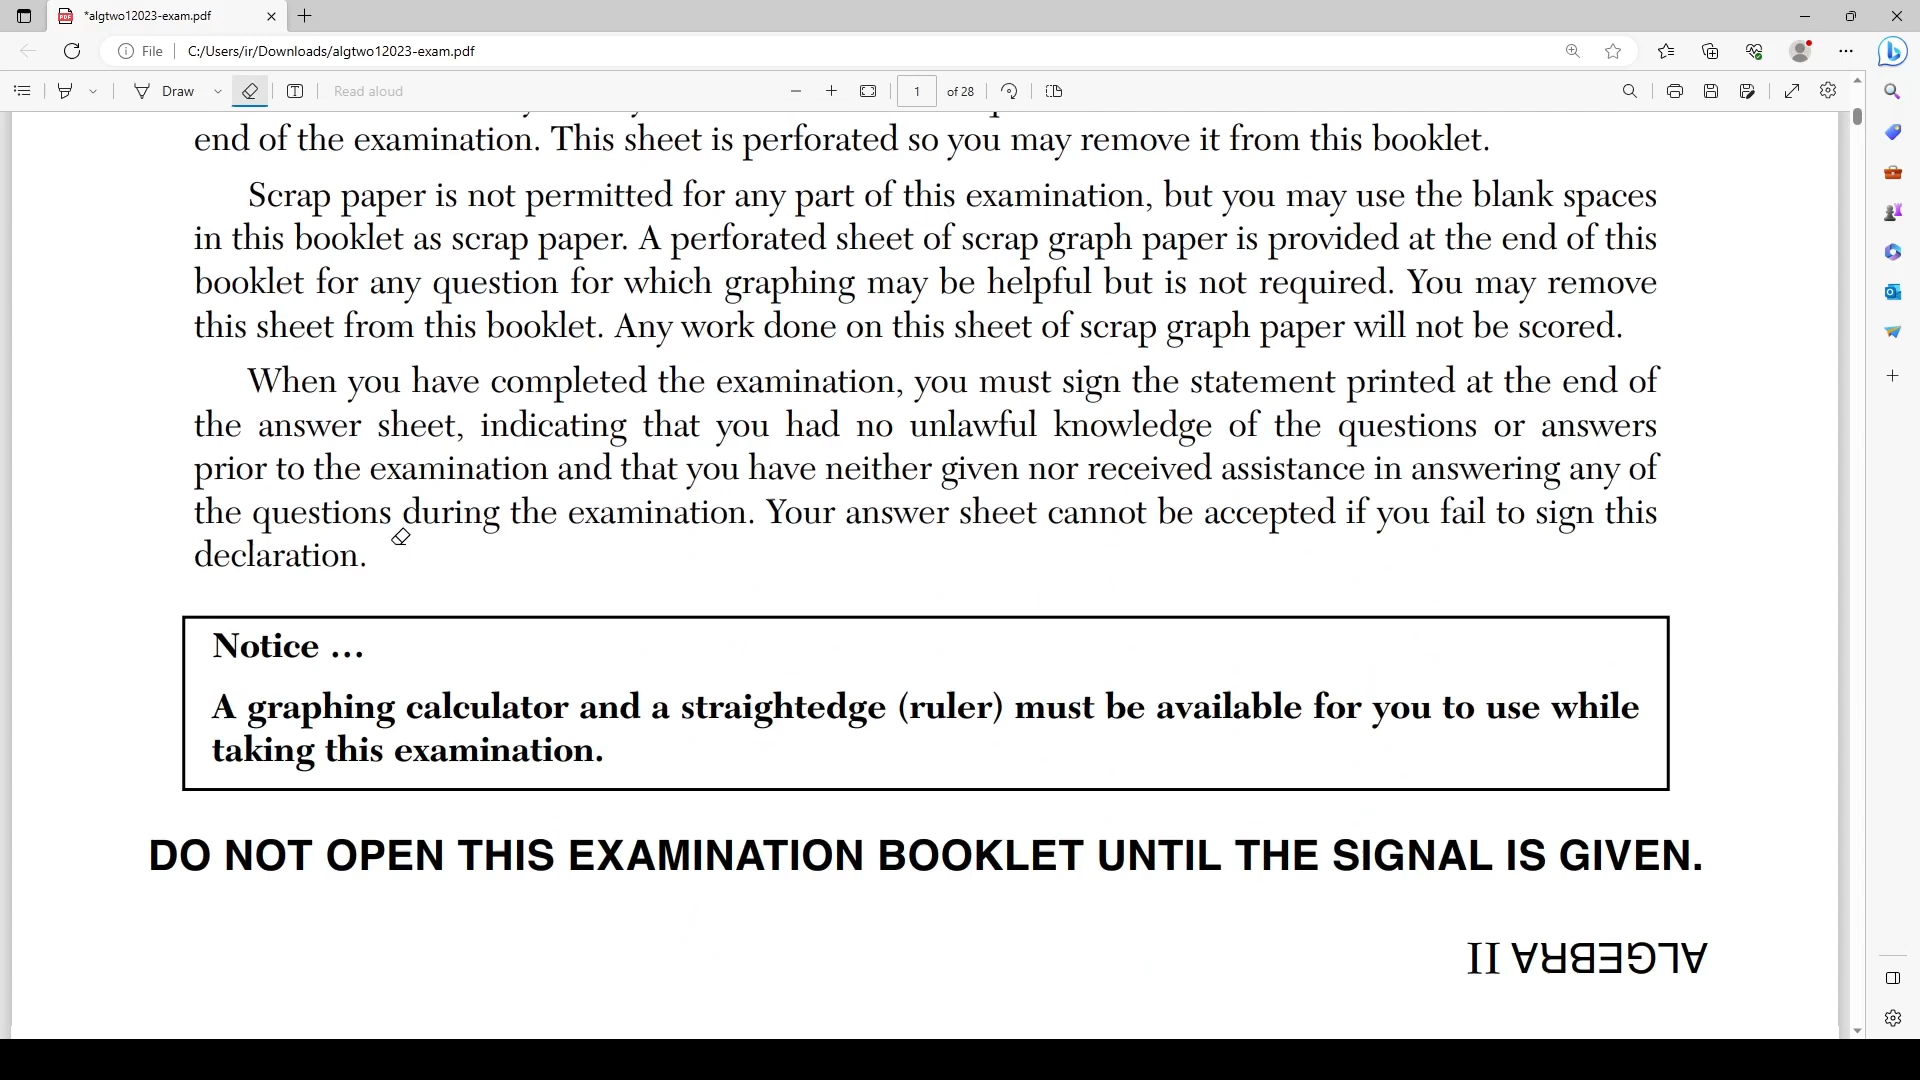 *algtwo12023-exam.pdf
File
C:/Users/ir/Downloads/algtwo12023-exam.pdf
Draw
Read aloud
1 of 28
end of the examination. This sheet is perforated so you may remove it from this booklet.
Scrap paper is not permitted for any part of this examination, but you may use the blank spaces
in this booklet as scrap paper. A perforated sheet of scrap graph paper is provided at the end of this
booklet for any question for which graphing may be helpful but is not required. You may remove
this sheet from this booklet. Any work done on this sheet of scrap graph paper will not be scored.
When you have completed the examination, you must sign the statement printed at the end of
the answer sheet, indicating that you had no unlawful knowledge of the questions or answers
prior to the examination and that you have neither given nor received assistance in answering any of
the questions during the examination. Your answer sheet cannot be accepted if you fail to sign this
declaration.
Notice …
A graphing calculator and a straightedge (ruler) must be available for you to use while
taking this examination.
DO NOT OPEN THIS EXAMINATION BOOKLET UNTIL THE SIGNAL IS GIVEN.
ALGEBRA II